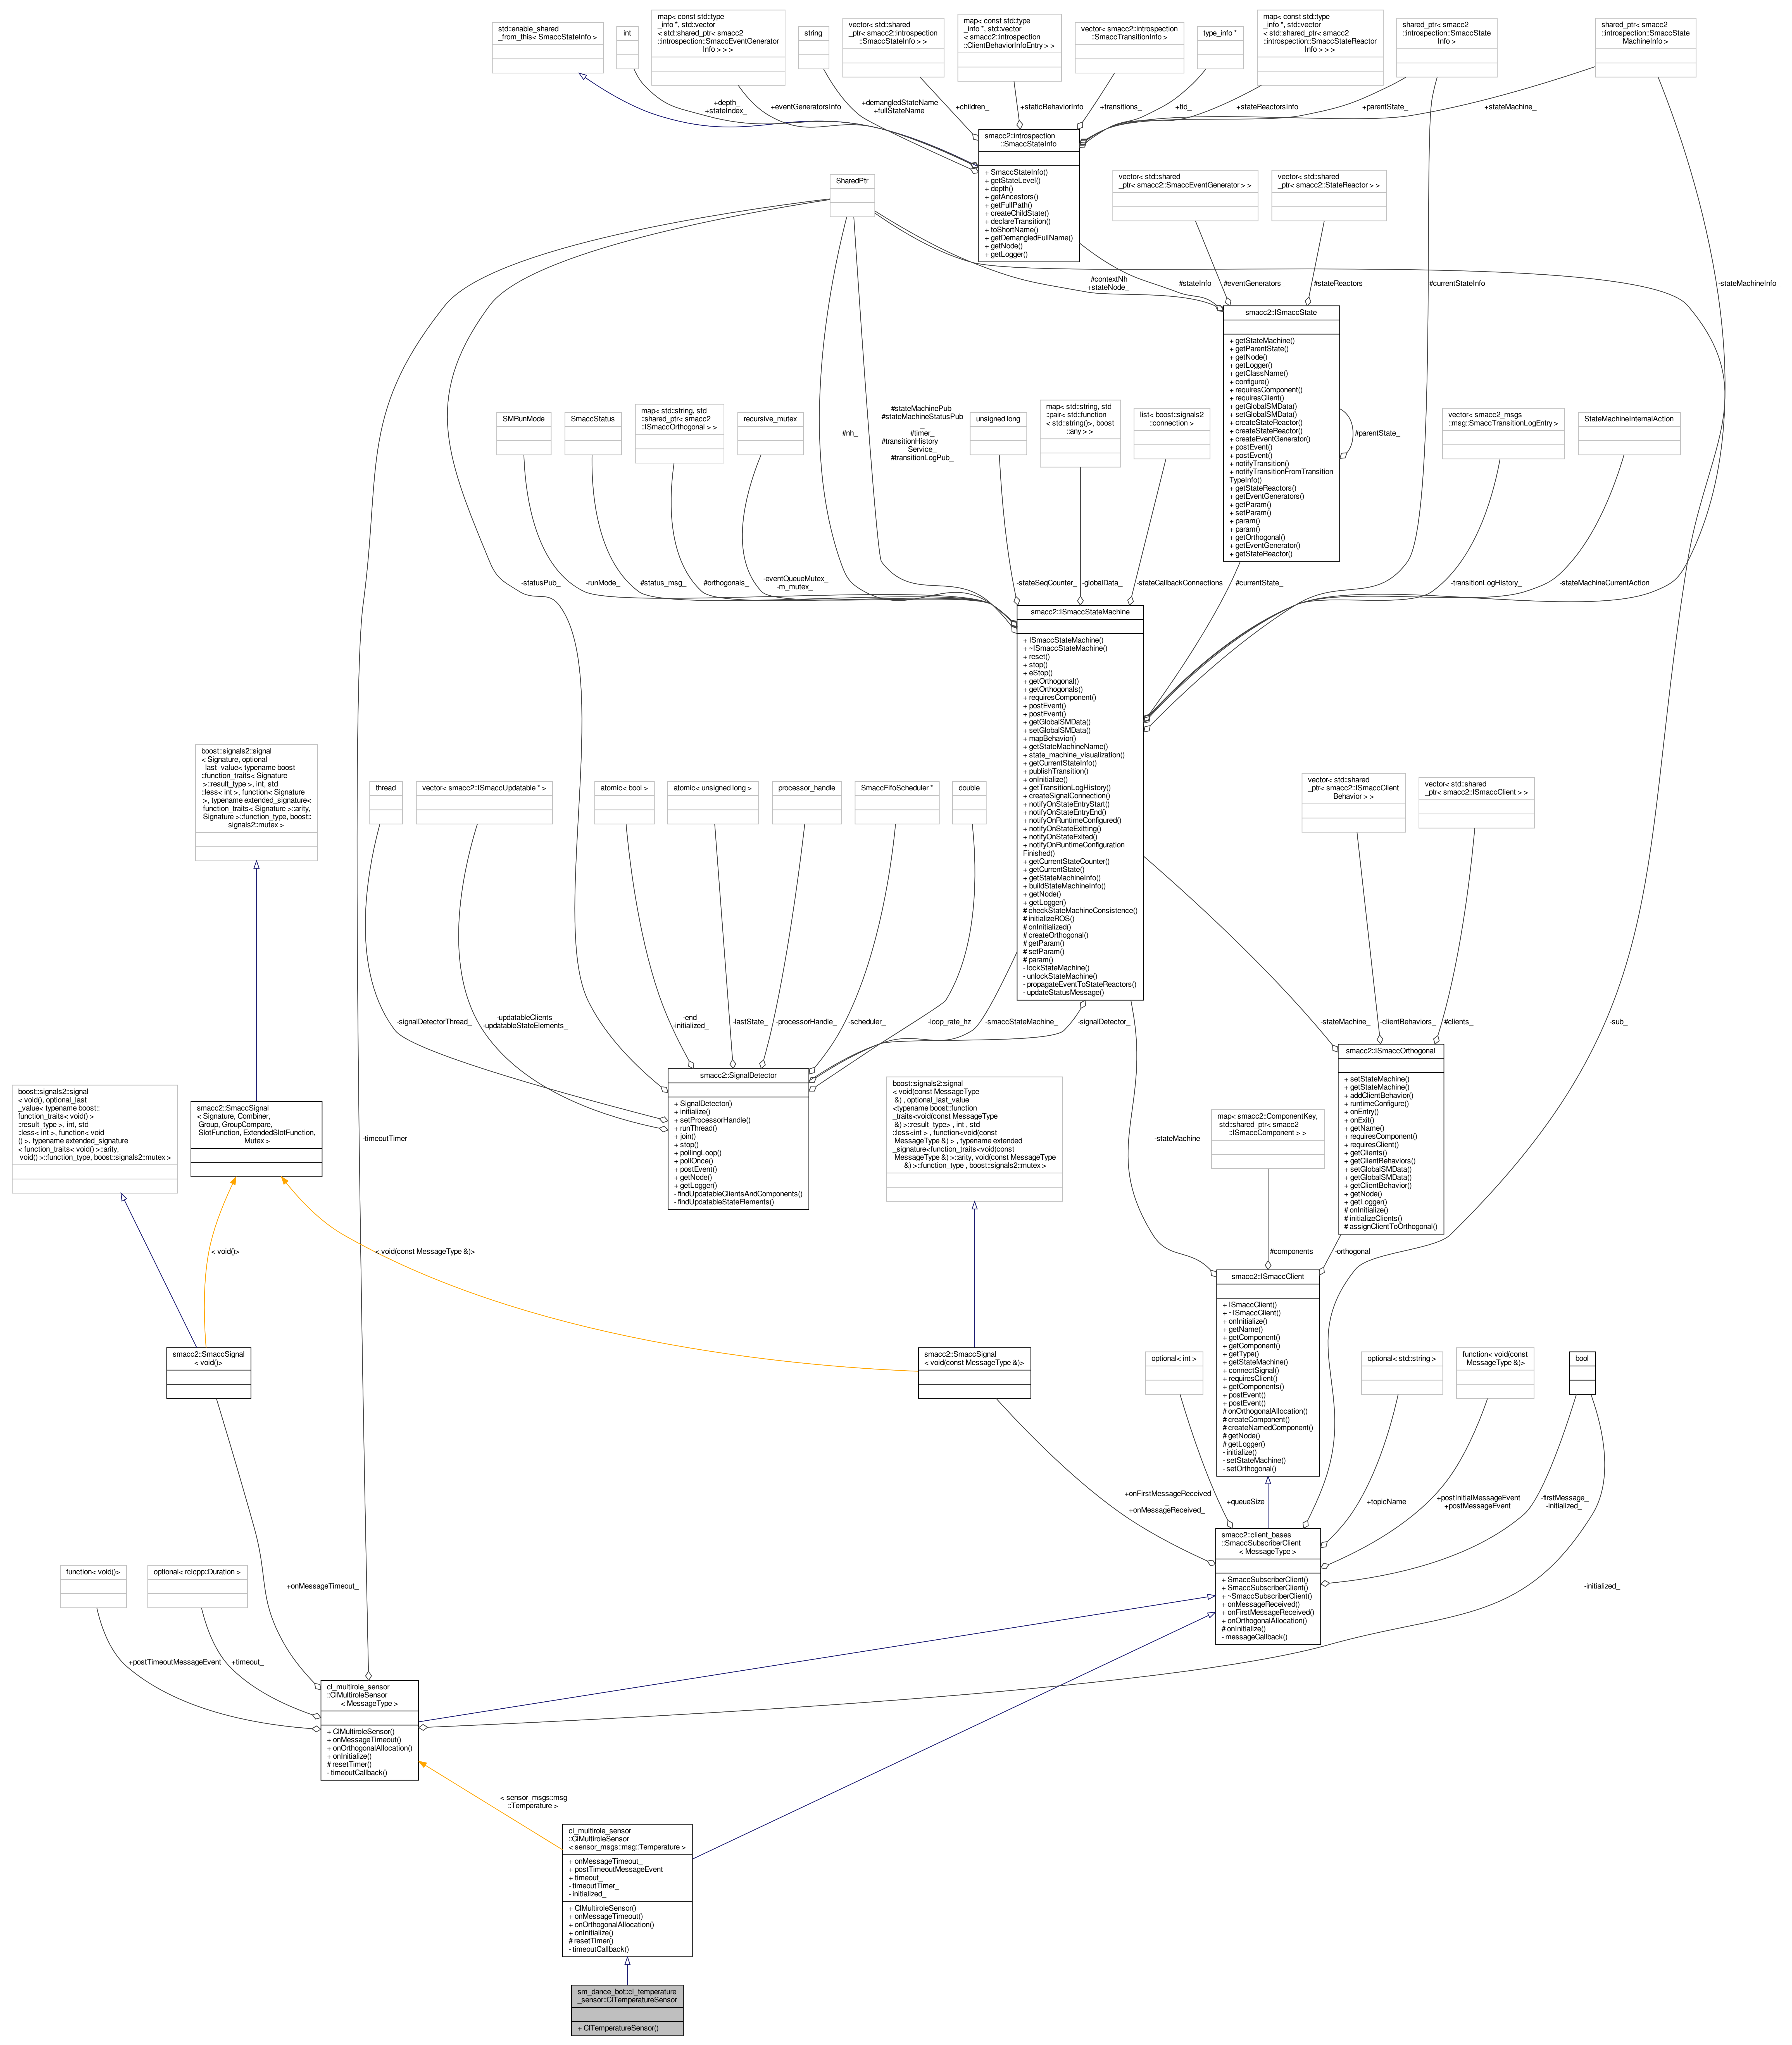 std::enable_shared
_from_this< SmaccStateInfo >
int
map< const std::type
_info *, std::vector
< std::shared_ptr< smacc2
::introspection::SmaccEventGenerator
Info > > >
string
vector< std::shared
_ptr< smacc2::introspection
::SmaccStateInfo > >
map< const std::type
_info *, std::vector
< smacc2::introspection
::ClientBehaviorInfoEntry > >
vector< smacc2::introspection
::SmaccTransitionInfo >
type_info *
map< const std::type
_info *, std::vector
< std::shared_ptr< smacc2
::introspection::SmaccStateReactor
Info > > >
shared_ptr< smacc2
::introspection::SmaccState
Info >
shared_ptr< smacc2
::introspection::SmaccState
MachineInfo >
+depth_
+stateIndex_
+eventGeneratorsInfo
+demangledStateName
+fullStateName
+children_
+staticBehaviorInfo
+transitions_
+tid_
+stateReactorsInfo
+parentState_
+stateMachine_
smacc2::introspection
::SmaccStateInfo
+ SmaccStateInfo()
+ getStateLevel()
+ depth()
+ getAncestors()
+ getFullPath()
+ createChildState()
+ declareTransition()
+ toShortName()
+ getDemangledFullName()
+ getNode()
+ getLogger()
SharedPtr
vector< std::shared
_ptr< smacc2::SmaccEventGenerator > >
vector< std::shared
_ptr< smacc2::StateReactor > >
#contextNh
+stateNode_
#stateInfo_
#eventGenerators_
#stateReactors_
#currentStateInfo_
-stateMachineInfo_
smacc2::ISmaccState
+ getStateMachine()
+ getParentState()
+ getNode()
+ getLogger()
+ getClassName()
+ configure()
+ requiresComponent()
+ requiresClient()
+ getGlobalSMData()
+ setGlobalSMData()
+ createStateReactor()
+ createStateReactor()
+ createEventGenerator()
+ postEvent()
+ postEvent()
+ notifyTransition()
+ notifyTransitionFromTransition
TypeInfo()
+ getStateReactors()
+ getEventGenerators()
+ getParam()
+ setParam()
+ param()
+ param()
+ getOrthogonal()
+ getEventGenerator()
+ getStateReactor()
#parentState_
SMRunMode
SmaccStatus
map< std::string, std
::shared_ptr< smacc2
::ISmaccOrthogonal > >
recursive_mutex
#nh_
#stateMachinePub_
#stateMachineStatusPub
_
#timer_
#transitionHistory
Service_
#transitionLogPub_
unsigned long
map< std::string, std
::pair< std::function
< std::string()>, boost
::any > >
list< boost::signals2
::connection >
vector< smacc2_msgs
::msg::SmaccTransitionLogEntry >
StateMachineInternalAction
-statusPub_
-runMode_
#status_msg_
#orthogonals_
-eventQueueMutex_
-m_mutex_
-stateSeqCounter_
-globalData_
-stateCallbackConnections
#currentState_
-transitionLogHistory_
-stateMachineCurrentAction
smacc2::ISmaccStateMachine
+ ISmaccStateMachine()
+ ~ISmaccStateMachine()
+ reset()
+ stop()
+ eStop()
+ getOrthogonal()
+ getOrthogonals()
+ requiresComponent()
+ postEvent()
+ postEvent()
+ getGlobalSMData()
+ setGlobalSMData()
+ mapBehavior()
+ getStateMachineName()
+ state_machine_visualization()
+ getCurrentStateInfo()
+ publishTransition()
+ onInitialize()
+ getTransitionLogHistory()
+ createSignalConnection()
+ notifyOnStateEntryStart()
+ notifyOnStateEntryEnd()
+ notifyOnRuntimeConfigured()
+ notifyOnStateExitting()
+ notifyOnStateExited()
+ notifyOnRuntimeConfiguration
Finished()
+ getCurrentStateCounter()
+ getCurrentState()
+ getStateMachineInfo()
+ buildStateMachineInfo()
+ getNode()
+ getLogger()
# checkStateMachineConsistence()
# initializeROS()
# onInitialized()
# createOrthogonal()
# getParam()
# setParam()
# param()
- lockStateMachine()
- unlockStateMachine()
- propagateEventToStateReactors()
- updateStatusMessage()
boost::signals2::signal
< Signature, optional
_last_value< typename boost
::function_traits< Signature
>::result_type >, int, std
::less< int >, function< Signature
>, typename extended_signature<
function_traits< Signature >::arity,
Signature >::function_type, boost::
signals2::mutex >
thread
vector< smacc2::ISmaccUpdatable * >
atomic< bool >
atomic< unsigned long >
processor_handle
SmaccFifoScheduler *
double
vector< std::shared
_ptr< smacc2::ISmaccClient
Behavior > >
vector< std::shared
_ptr< smacc2::ISmaccClient > >
-signalDetectorThread_
-updatableClients_
-updatableStateElements_
-end_
-initialized_
-lastState_
-processorHandle_
-scheduler_
-loop_rate_hz
-smaccStateMachine_
-signalDetector_
-stateMachine_
-clientBehaviors_
#clients_
-sub_
smacc2::SignalDetector
+ SignalDetector()
+ initialize()
+ setProcessorHandle()
+ runThread()
+ join()
+ stop()
+ pollingLoop()
+ pollOnce()
+ postEvent()
+ getNode()
+ getLogger()
- findUpdatableClientsAndComponents()
- findUpdatableStateElements()
smacc2::ISmaccOrthogonal
+ setStateMachine()
+ getStateMachine()
+ addClientBehavior()
+ runtimeConfigure()
+ onEntry()
+ onExit()
+ getName()
+ requiresComponent()
+ requiresClient()
+ getClients()
+ getClientBehaviors()
+ setGlobalSMData()
+ getGlobalSMData()
+ getClientBehavior()
+ getNode()
+ getLogger()
# onInitialize()
# initializeClients()
# assignClientToOrthogonal()
boost::signals2::signal
< void(), optional_last
_value< typename boost::
function_traits< void() >
::result_type >, int, std
::less< int >, function< void
() >, typename extended_signature
< function_traits< void() >::arity,
void() >::function_type, boost::signals2::mutex >
smacc2::SmaccSignal
< Signature, Combiner,
Group, GroupCompare,
SlotFunction, ExtendedSlotFunction,
Mutex >
-timeoutTimer_
boost::signals2::signal
< void(const MessageType
&) , optional_last_value
<typename boost::function
_traits<void(const MessageType
&) >::result_type> , int , std
::less<int > , function<void(const
MessageType &) > , typename extended
_signature<function_traits<void(const
MessageType &) >::arity, void(const MessageType
&) >::function_type , boost::signals2::mutex >
map< smacc2::ComponentKey,
std::shared_ptr< smacc2
::ISmaccComponent > >
-stateMachine_
#components_
-orthogonal_
< void()>
< void(const MessageType &)>
smacc2::ISmaccClient
+ ISmaccClient()
+ ~ISmaccClient()
+ onInitialize()
+ getName()
+ getComponent()
+ getComponent()
+ getType()
+ getStateMachine()
+ connectSignal()
+ requiresClient()
+ getComponents()
+ postEvent()
+ postEvent()
# onOrthogonalAllocation()
# createComponent()
# createNamedComponent()
# getNode()
# getLogger()
- initialize()
- setStateMachine()
- setOrthogonal()
smacc2::SmaccSignal
< void()>
smacc2::SmaccSignal
< void(const MessageType &)>
optional< int >
optional< std::string >
function< void(const
MessageType &)>
bool
+onFirstMessageReceived
_
+onMessageReceived_
+queueSize
+topicName
+postInitialMessageEvent
+postMessageEvent
-firstMessage_
-initialized_
smacc2::client_bases
::SmaccSubscriberClient
< MessageType >
+ SmaccSubscriberClient()
+ SmaccSubscriberClient()
+ ~SmaccSubscriberClient()
+ onMessageReceived()
+ onFirstMessageReceived()
+ onOrthogonalAllocation()
# onInitialize()
- messageCallback()
function< void()>
optional< rclcpp::Duration >
+onMessageTimeout_
-initialized_
+postTimeoutMessageEvent
+timeout_
cl_multirole_sensor
::ClMultiroleSensor
< MessageType >
+ ClMultiroleSensor()
+ onMessageTimeout()
+ onOrthogonalAllocation()
+ onInitialize()
# resetTimer()
- timeoutCallback()
< sensor_msgs::msg
::Temperature >
cl_multirole_sensor
::ClMultiroleSensor
< sensor_msgs::msg::Temperature >
+ onMessageTimeout_
+ postTimeoutMessageEvent
+ timeout_
- timeoutTimer_
- initialized_
+ ClMultiroleSensor()
+ onMessageTimeout()
+ onOrthogonalAllocation()
+ onInitialize()
# resetTimer()
- timeoutCallback()
sm_dance_bot::cl_temperature
_sensor::ClTemperatureSensor
+ ClTemperatureSensor()